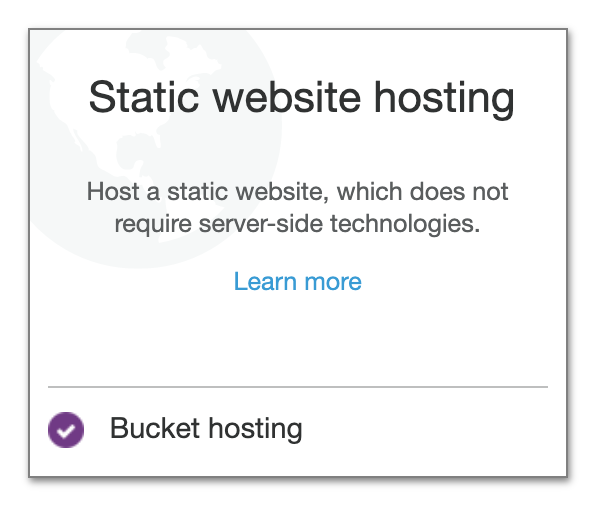 Static website hosting
Host a static website, which does not
require server-side technologies.
Learn more
Bucket hosting